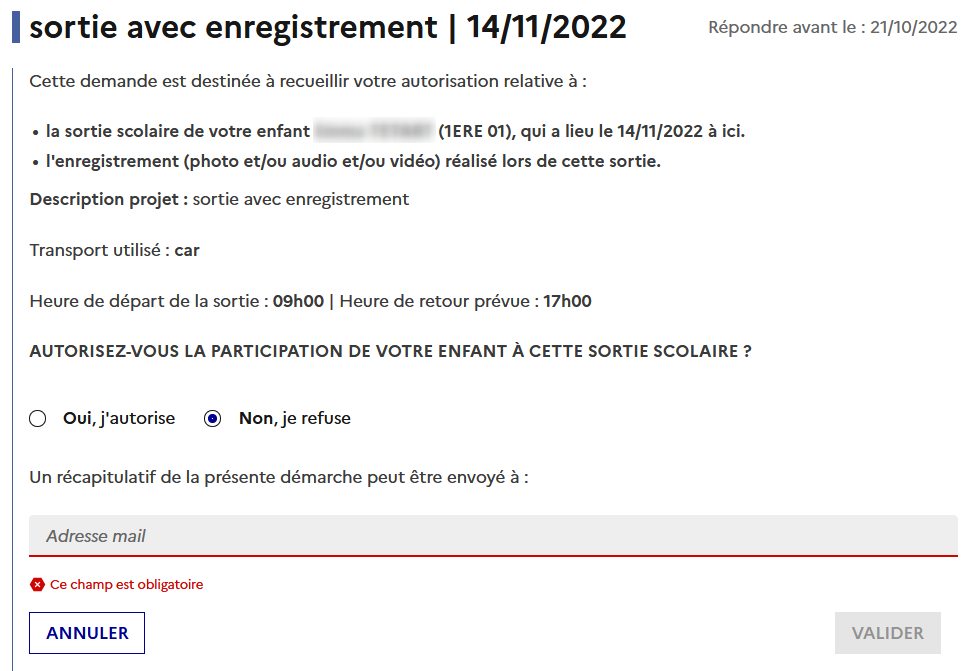 sortie avec enregistrement | 14/11/2022
Répondre avant le : 21/10/2022
Cette demande est destinée à recueillir votre autorisation relative à :
• la sortie scolaire de votre enfant (1ERE 01), qui a lieu le 14/11/2022 à ici.
• l'enregistrement (photo et/ou audio et/ou vidéo) réalisé lors de cette sortie.
Description projet : sortie avec enregistrement
Transport utilisé : car
Heure de départ de la sortie : 09h00 | Heure de retour prévue : 17h00
AUTORISEZ-VOUS LA PARTICIPATION DE VOTRE ENFANT À CETTE SORTIE SCOLAIRE ?
Oui, j'autorise
Non, je refuse
Un récapitulatif de la présente démarche peut être envoyé à :
Adresse mail
Ce champ est obligatoire
ANNULER
VALIDER